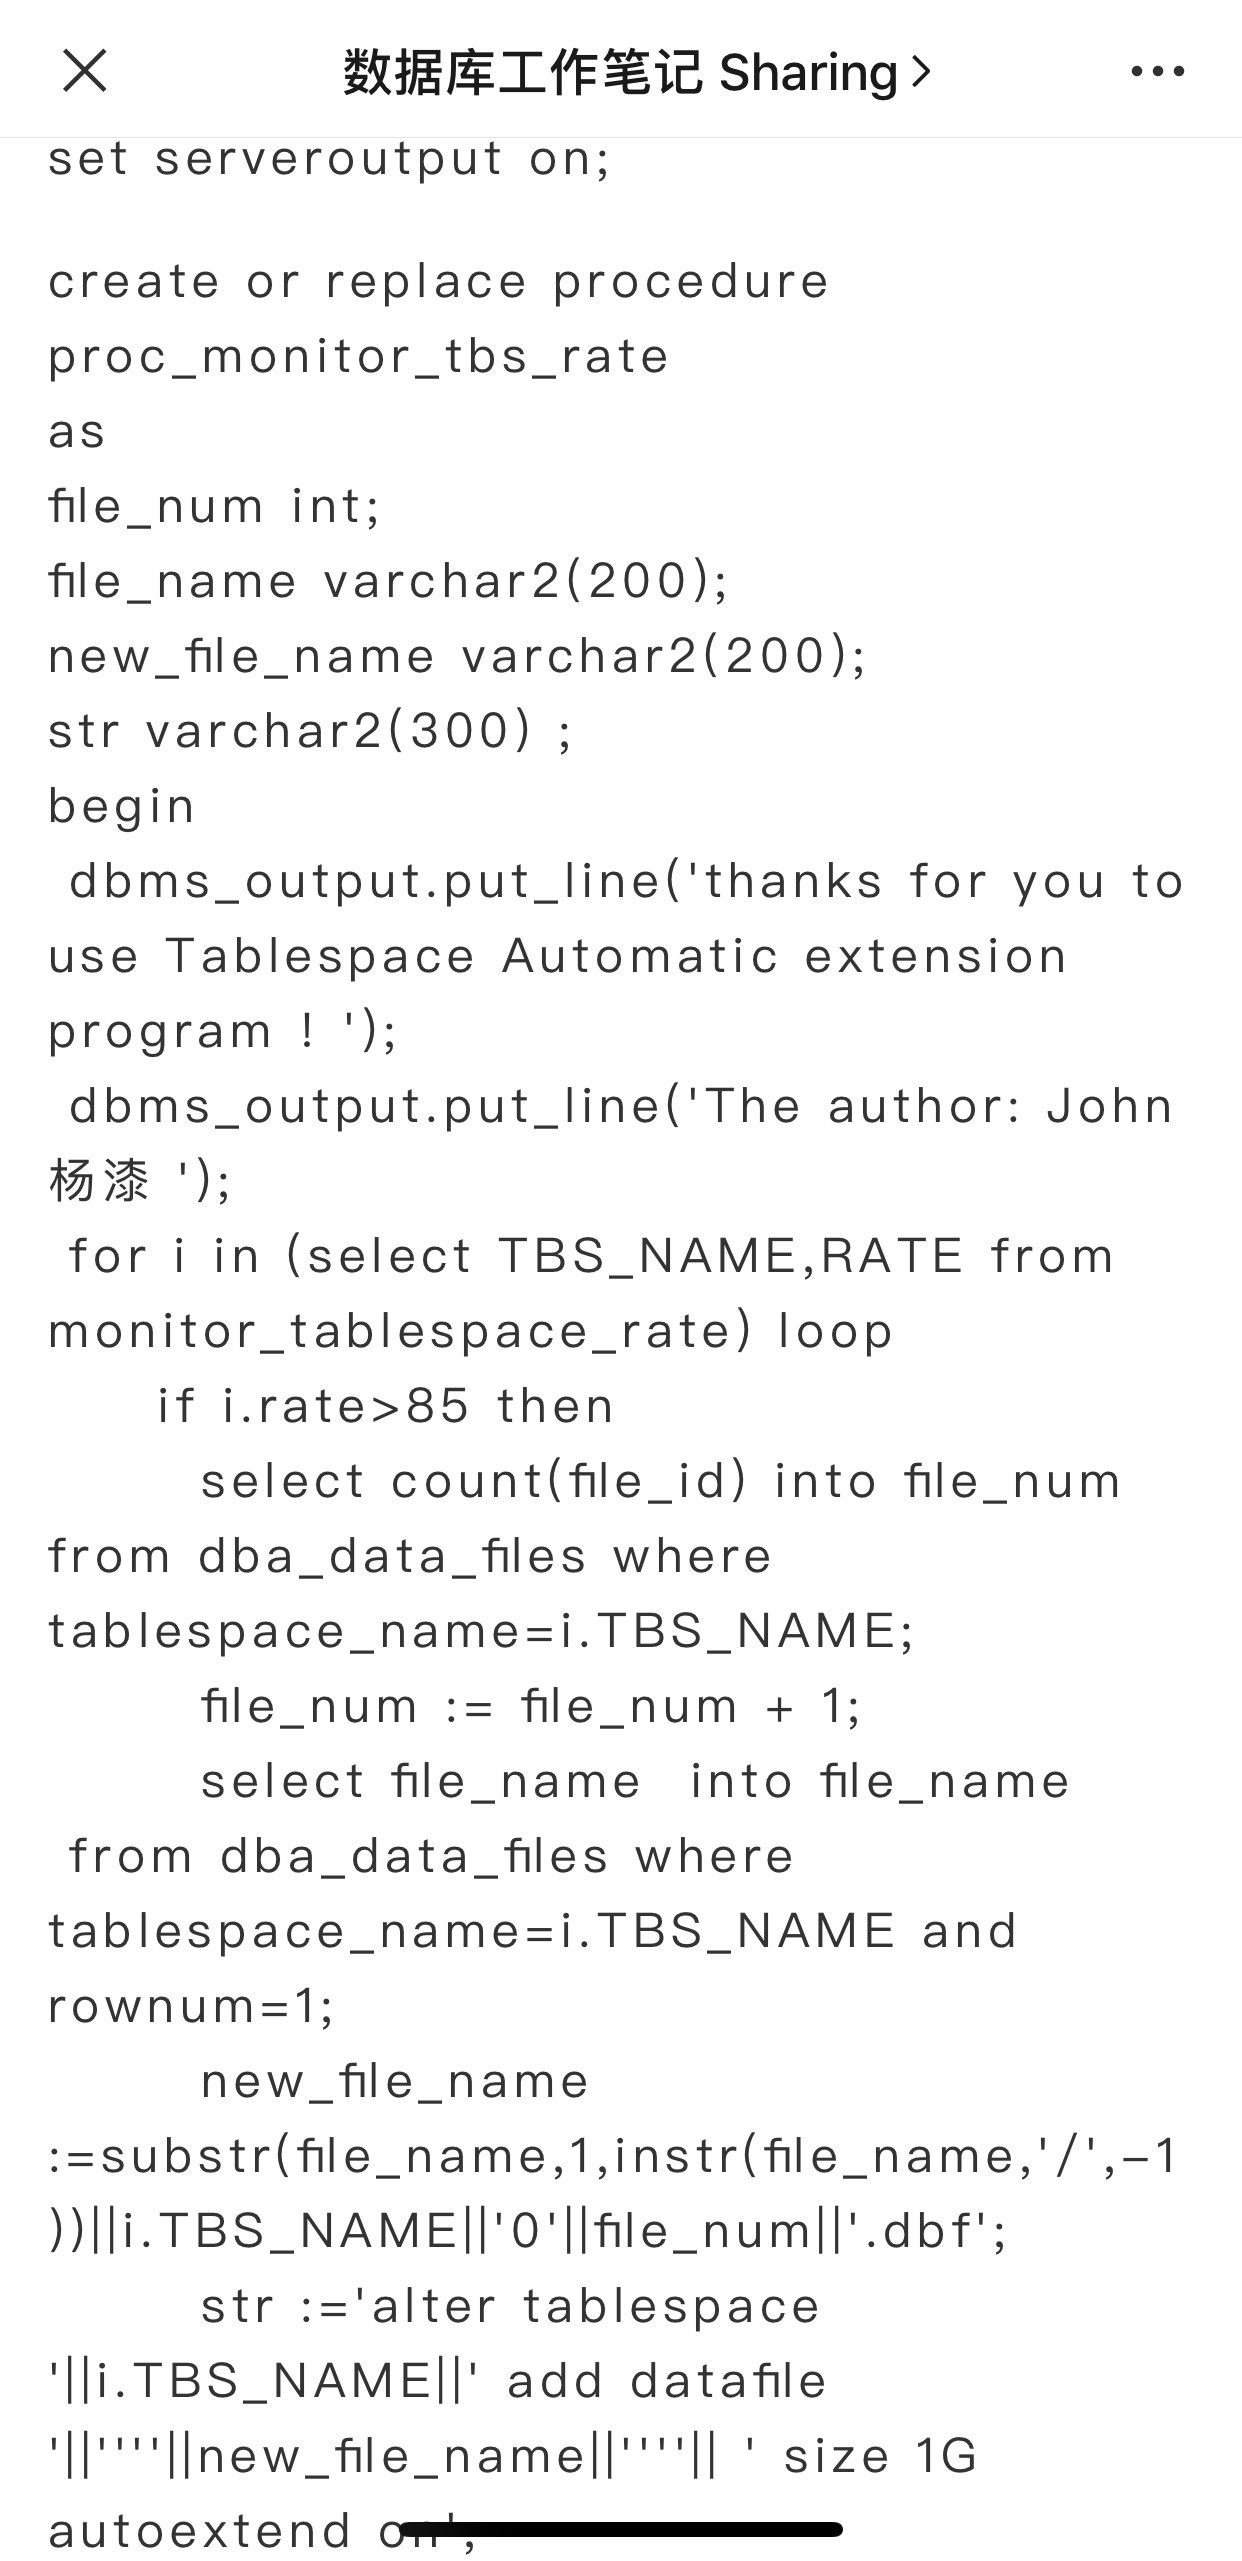 数据库工作笔记 Sharing
set serveroutput on;
create or replace procedure
proc_monitor_tbs_rate
as
file_num int;
file_name varchar2(200);
new_file_name varchar2(200);
str varchar2(300) ;
begin
dbms_output.put_line('thanks for you to
use Tablespace Automatic extension
program ! ');
dbms_output.put_line('The author: John
杨漆 ');
for i in (select TBS_NAME,RATE from
monitor_tablespace_rate) loop
if i.rate>85 then
select count(file_id) into file_num
from dba_data_files where
tablespace_name=i.TBS_NAME;
file_num := file_num + 1;
select file_name  into file_name
from dba_data_files where
tablespace_name=i.TBS_NAME and
rownum=1;
new_file_name
:=substr(file_name,1,instr(file_name,'/',-1
))||i.TBS_NAME||'0'||file_num||'.dbf';
str :='alter tablespace
'||i.TBS_NAME||' add datafile
'||''''||new_file_name||''''|| ' size 1G
autoextend on';